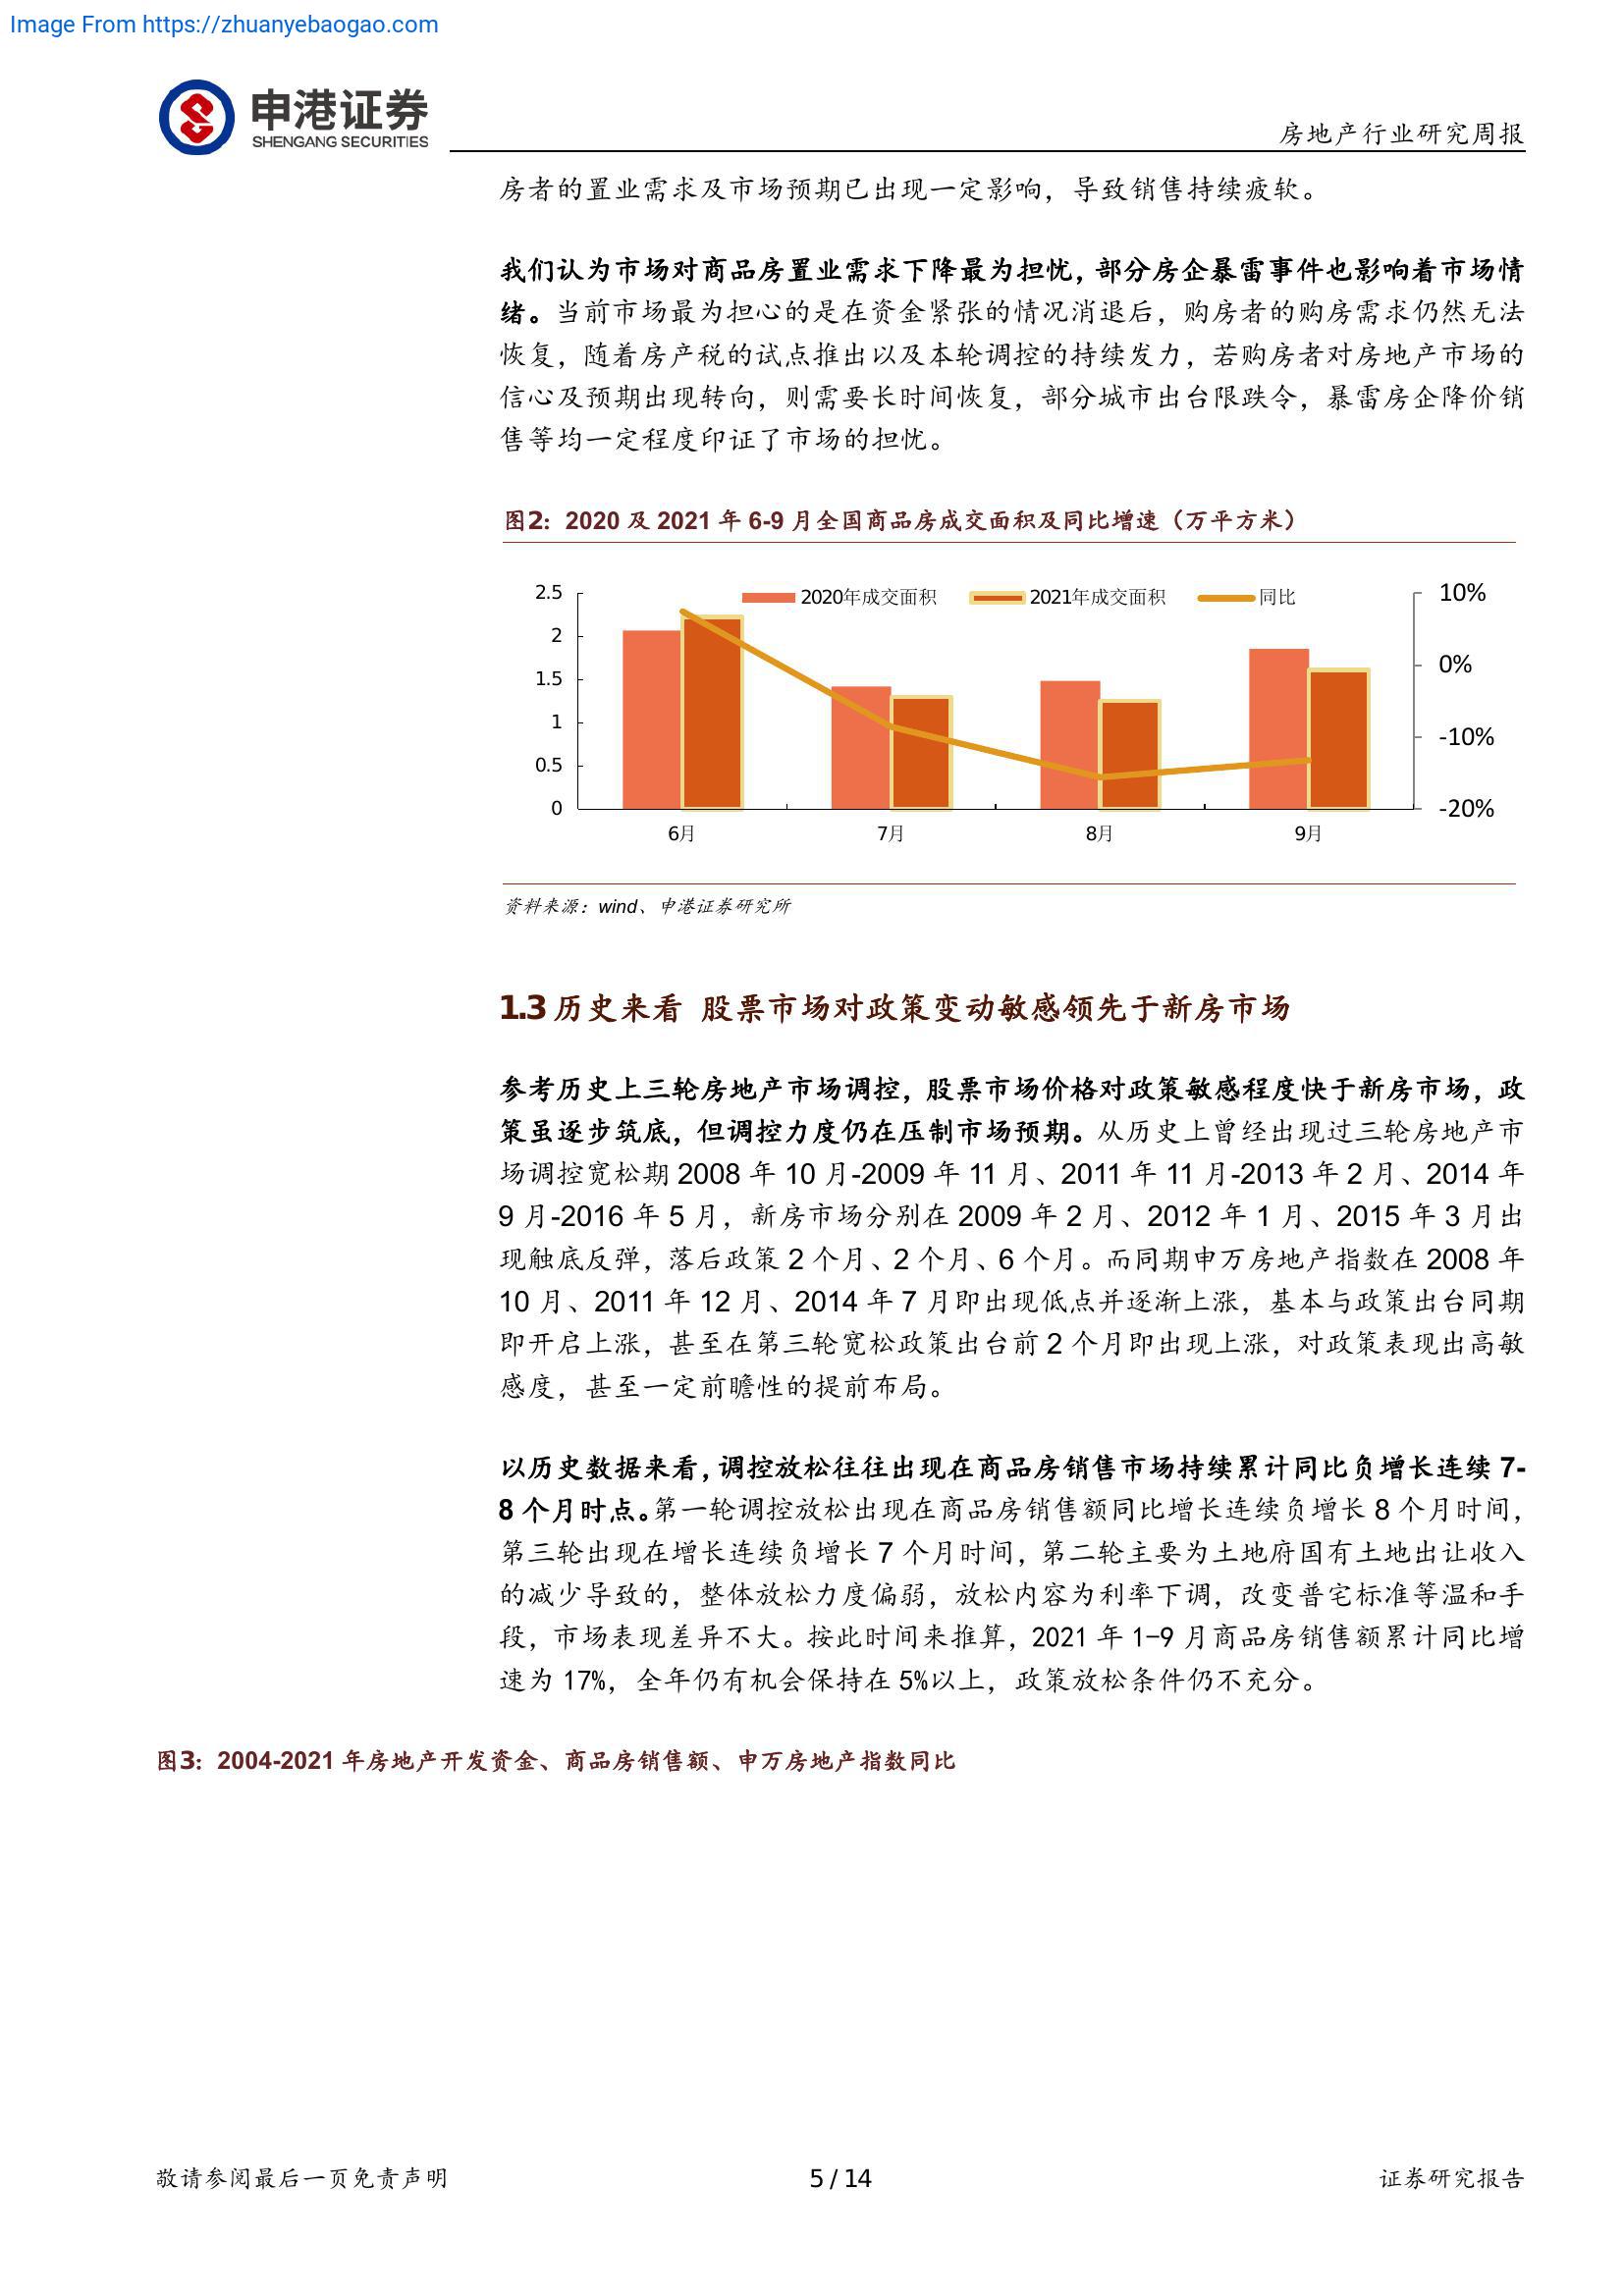 Image From https://zhuanyebaogao.com
申港证券
SHENGANG SECURITIES
房地产行业研究周报
房者的置业需求及市场预期已出现一定影响，导致销售持续疲软。
我们认为市场对商品房置业需求下降最为担忧，部分房企暴雷事件也影响着市场情
绪。当前市场最为担心的是在资金紧张的情况消退后，购房者的购房需求仍然无法
恢复，随着房产税的试点推出以及本轮调控的持续发力，若购房者对房地产市场的
信心及预期出现转向，则需要长时间恢复，部分城市出台限跌令，暴雷房企降价销
售等均一定程度印证了市场的担忧。
图2：2020 及 2021 年 6-9 月全国商品房成交面积及同比增速（万平方米）
2020年成交面积 2021年成交面积 同比
2.5
2
1.5
1
0.5
0
10%
0%
-10%
-20%
6月 7月 8月 9月
资料来源：wind、申港证券研究所
1.3 历史来看 股票市场对政策变动敏感领先于新房市场
参考历史上三轮房地产市场调控，股票市场价格对政策敏感程度快于新房市场，政
策虽逐步筑底，但调控力度仍在压制市场预期。从历史上曾经出现过三轮房地产市
场调控宽松期 2008 年 10 月-2009 年 11 月、2011 年 11 月-2013 年 2 月、2014 年
9 月-2016 年 5 月，新房市场分别在 2009 年 2 月、2012 年 1 月、2015 年 3 月出
现触底反弹，落后政策 2 个月、2 个月、6 个月。而同期申万房地产指数在 2008 年
10 月、2011 年 12 月、2014 年 7 月即出现低点并逐渐上涨，基本与政策出台同期
即开启上涨，甚至在第三轮宽松政策出台前 2 个月即出现上涨，对政策表现出高敏
感度，甚至一定前瞻性的提前布局。
以历史数据来看，调控放松往往出现在商品房销售市场持续累计同比负增长连续 7-
8 个月时点。第一轮调控放松出现在商品房销售额同比增长连续负增长 8 个月时间，
第三轮出现在增长连续负增长 7 个月时间，第二轮主要为土地府国有土地出让收入
的减少导致的，整体放松力度偏弱，放松内容为利率下调，改变普宅标准等温和手
段，市场表现差异不大。按此时间来推算，2021 年 1-9 月商品房销售额累计同比增
速为 17%，全年仍有机会保持在 5%以上，政策放松条件仍不充分。
图3：2004-2021 年房地产开发资金、商品房销售额、申万房地产指数同比
敬请参阅最后一页免责声明
5 / 14
证券研究报告